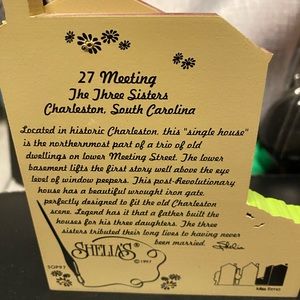 27 Meeting
The Three Sisters
Charleston, South Carolina
Located in historic Charleston, this "single house"
is the northernmost part of a trio of old
dwellings on lower Meeting Street. The lower
basement lifts the first story well above the eye
level of window peepers. This post-Revolutionary
house has a beautiful wrought iron gate
perfectly designed to fit the old Charleston
scene. Legend has it that a father built the
houses for his three daughters. The three
sisters tributed their long lives to having never
been married. Shelia
SHELIA'S
© 1997
SOP97